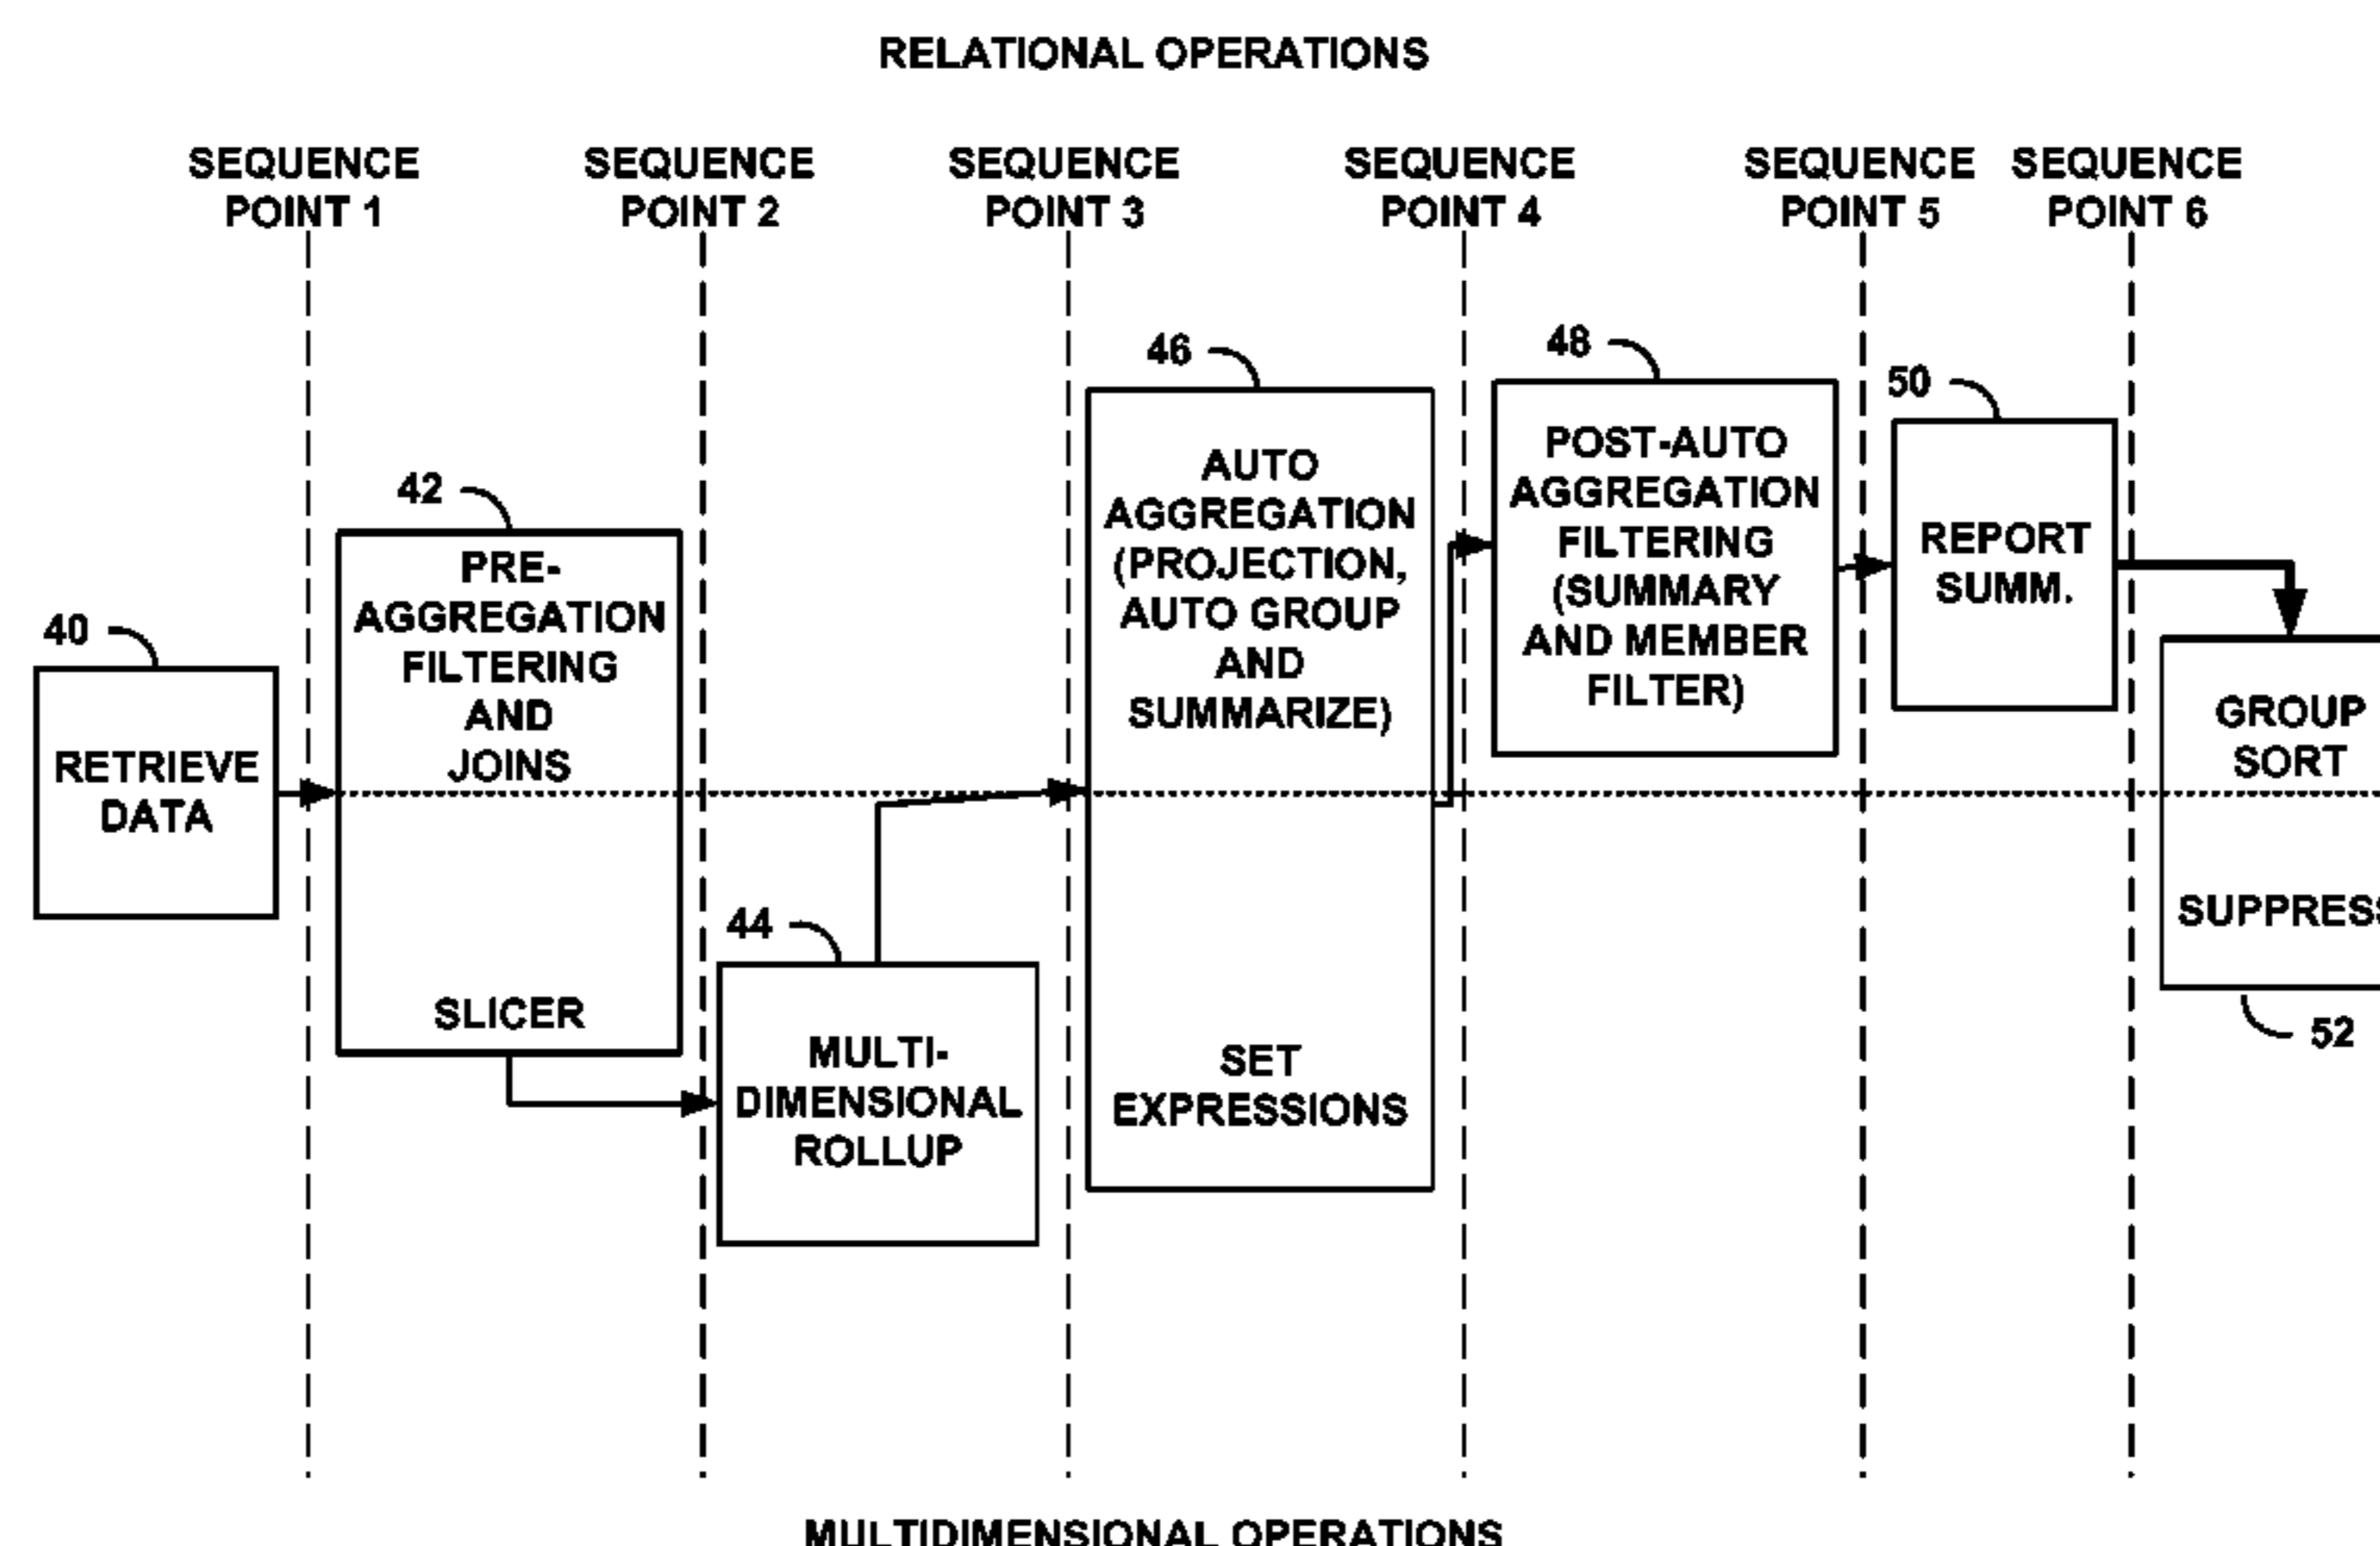 RELATIONAL OPERATIONS
SEQUENCE
POINT 1
SEQUENCE
POINT 2
SEQUENCE
POINT 3
SEQUENCE
POINT 4
SEQUENCE
POINT 5
SEQUENCE
POINT 6
40
RETRIEVE
DATA
42
PRE-
AGGREGATION
FILTERING
AND
JOINS
SLICER
44
MULTI-
DIMENSIONAL
ROLLUP
46
AUTO
AGGREGATION
(PROJECTION,
AUTO GROUP
AND
SUMMARIZE)
SET
EXPRESSIONS
48
POST-AUTO
AGGREGATION
FILTERING
(SUMMARY
AND MEMBER
FILTER)
50
REPORT
SUMM.
GROUP
SORT
SUPPRESS
52
MULTIDIMENSIONAL OPERATIONS